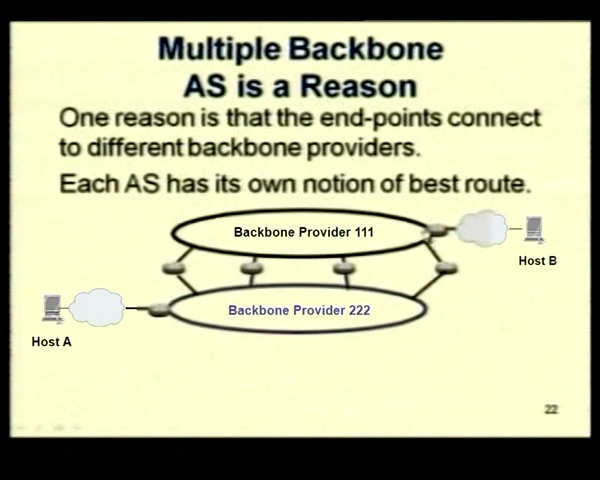 Multiple Backbone
AS is a Reason
One reason is that the end-points connect
to different backbone providers.
Each AS has its own notion of best route.
Backbone Provider 111
Host B
Backbone Provider 222
Host A
22